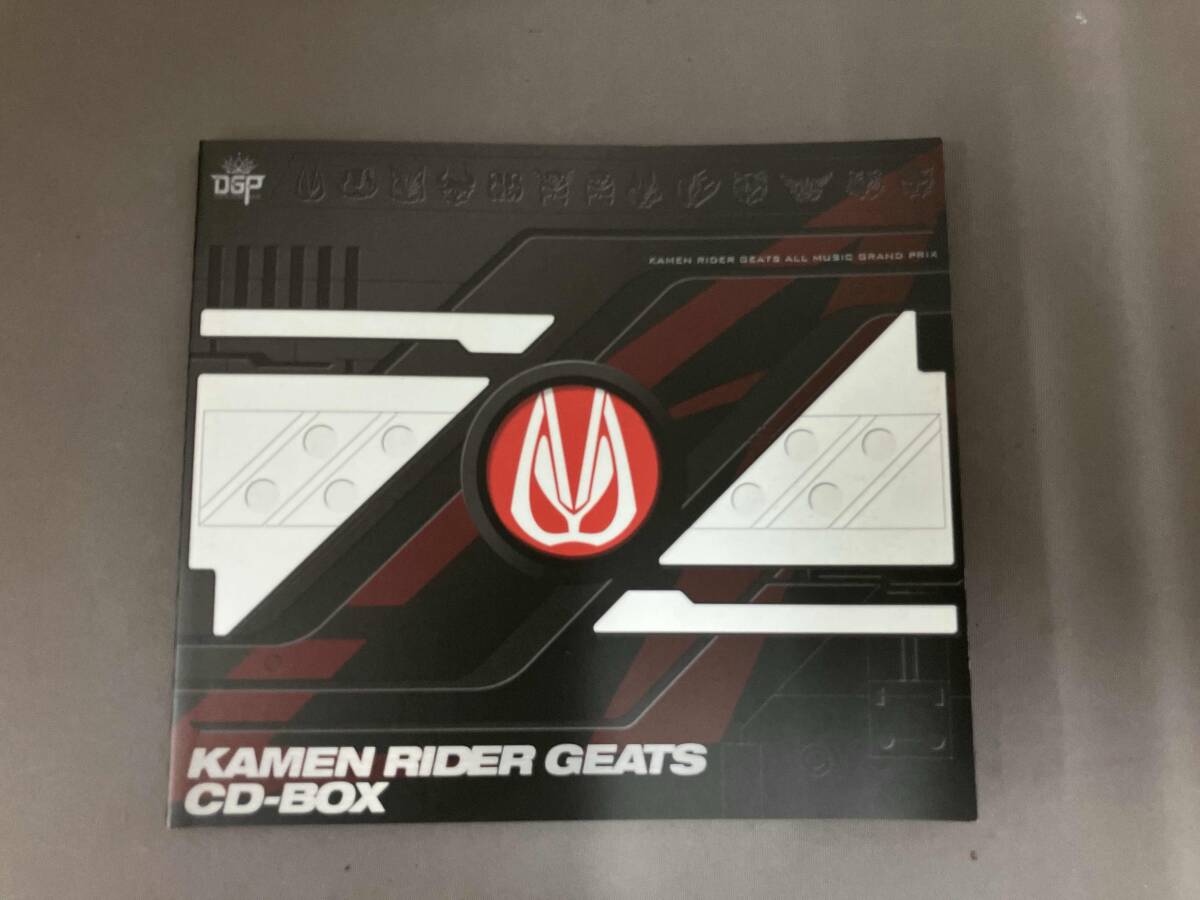 DGP
KAMEN RIDER GEATS ALL MUSIC GRAND PRIX
KAMEN RIDER GEATS
CD-BOX